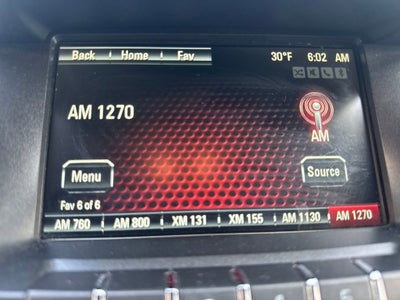 Back Home Fav 30°F 6:02 AM
AM 1270
AM
Menu Source
Fav 6 of 6
AM 760 AM 800 XM 131 XM 155 AM 1130 AM 1270